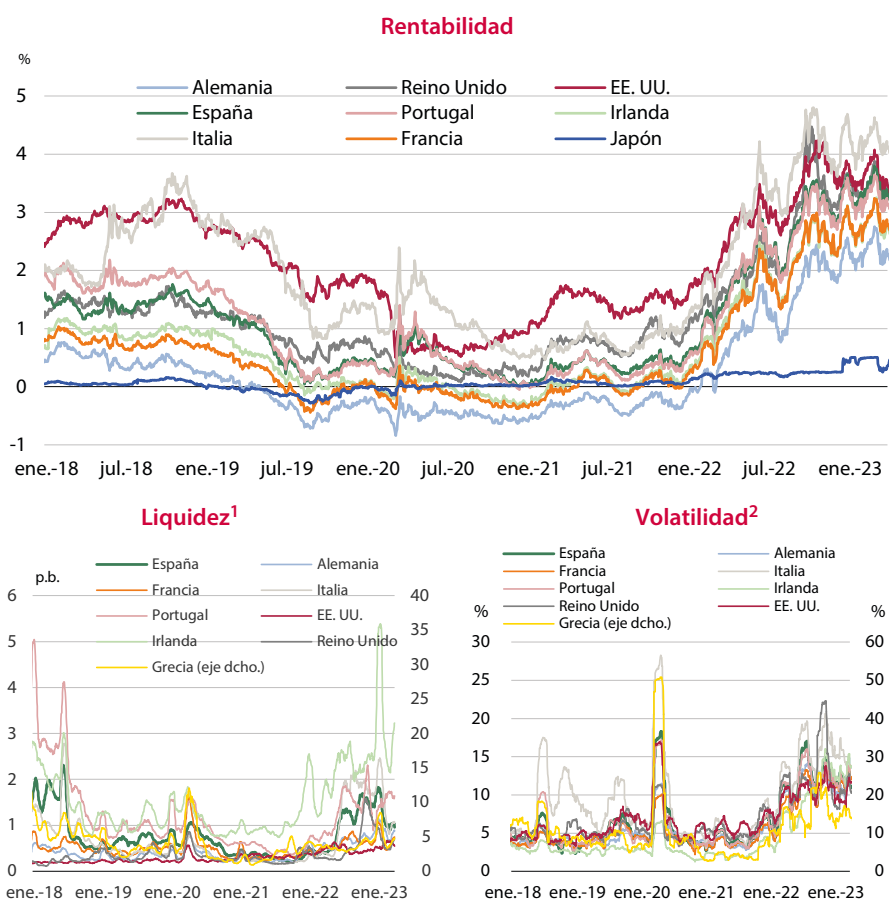 Rentabilidad
%
Alemania Reino Unido EE. UU.
España Portugal Irlanda
Italia Francia Japón
5
4
3
2
1
0
-1
ene.-18 jul.-18 ene.-19 jul.-19 ene.-20 jul.-20 ene.-21 jul.-21 ene.-22 jul.-22 ene.-23
Liquidez1
p.b.
España Alemania
Francia Italia
Portugal EE. UU.
Irlanda Reino Unido
Grecia (eje dcho.)
6 40
5 35
4 30
3 25
2 20
1 15
0 10
5
0
ene.-18 ene.-19 ene.-20 ene.-21 ene.-22 ene.-23
Volatilidad2
España Alemania
Francia Italia
Portugal Irlanda
Reino Unido EE. UU.
Grecia (eje dcho.)
% %
30 60
25 50
20 40
15 30
10 20
5 10
0 0
ene.-18 ene.-19 ene.-20 ene.-21 ene.-22 ene.-23